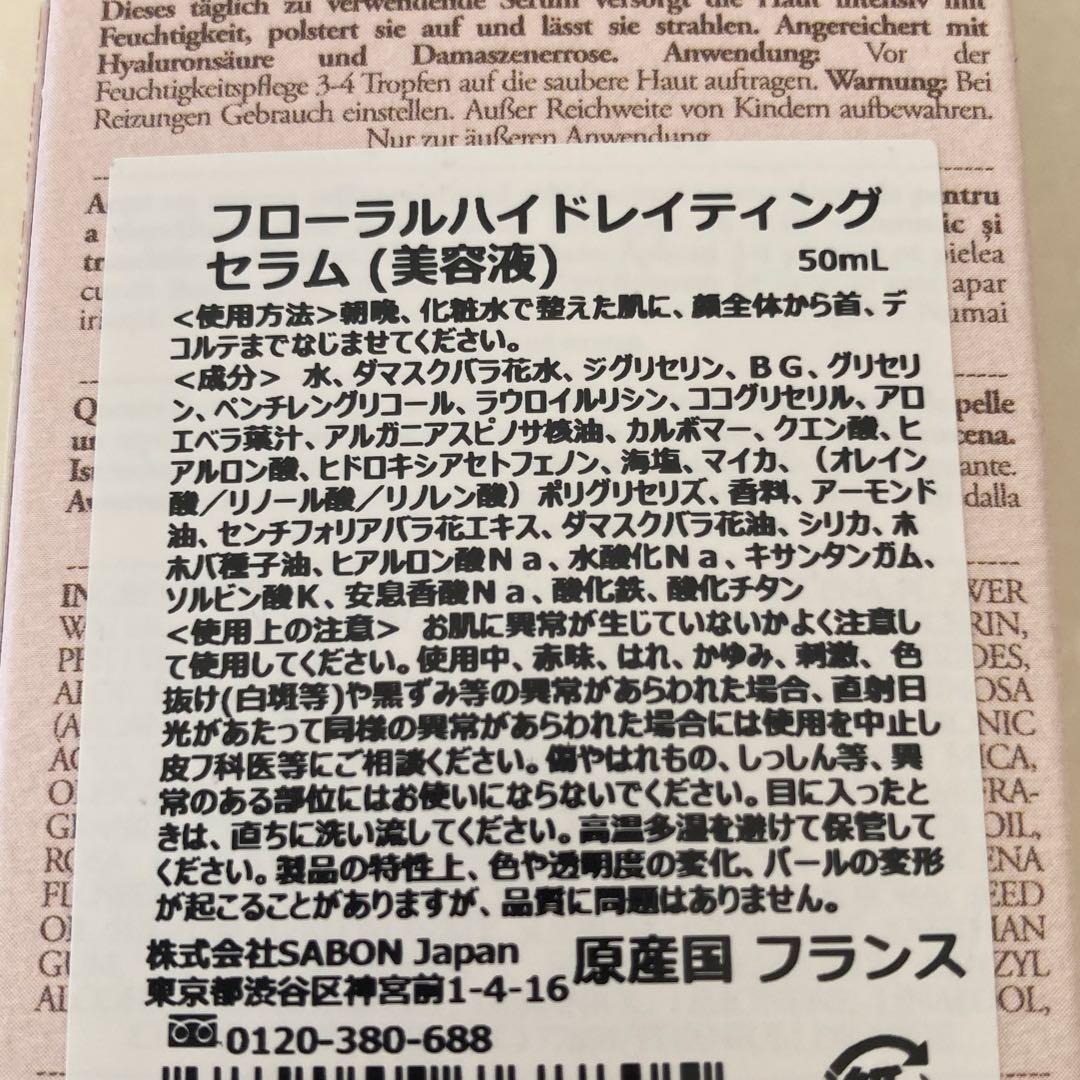 Dieses täglich zu verwendende Serum versorgt die Haut intensiv mit
Feuchtigkeit, polstert sie auf und lässt sie strahlen. Angereichert mit
Hyaluronsäure und Damaszenerrose. Anwendung: Vor der
Feuchtigkeitspflege 3-4 Tropfen auf die saubere Haut auftragen. Warnung: Bei
Reizungen Gebrauch einstellen. Außer Reichweite von Kindern aufbewahren.
Nur zur äußeren Anwendung
フローラルハイドレイティング
セラム (美容液) 50mL
<使用方法>朝晩、化粧水で整えた肌に、顔全体から首、デ
コルテまでなじませてください。
<成分> 水、ダマスクバラ花水、ジグリセリン、BG、グリセリ
ン、ペンチレングリコール、ラウロイルリシン、ココグリセリル、アロ
エベラ葉汁、アルガニアスピノサ核油、カルボマー、クエン酸、ヒ
アルロン酸、ヒドロキシアセトフェノン、海塩、マイカ、（オレイン
酸／リノール酸／リノレン酸）ポリグリセリズ、香料、アーモンド
油、センチフォリアバラ花エキス、ダマスクバラ花油、シリカ、ホ
ホバ種子油、ヒアルロン酸Na、水酸化Na、キサンタンガム、
ソルビン酸K、安息香酸Na、酸化鉄、酸化チタン
<使用上の注意> お肌に異常が生じていないかよく注意し
て使用してください。使用中、赤味、はれ、かゆみ、刺激、色
抜け(白斑等)や黒ずみ等の異常があらわれた場合、直射日
光があたって同様の異常があらわれた場合には使用を中止し
皮フ科医等にご相談ください。傷やはれもの、しっしん等、異
常のある部位にはお使いにならないでください。目に入ったと
きは、直ちに洗い流してください。高温多湿を避けて保管して
ください。製品の特性上、色や透明度の変化、パールの変形
が起こることがありますが、品質に問題はありません。
株式会社SABON Japan 原産国 フランス
東京都渋谷区神宮前1-4-16
0120-380-688